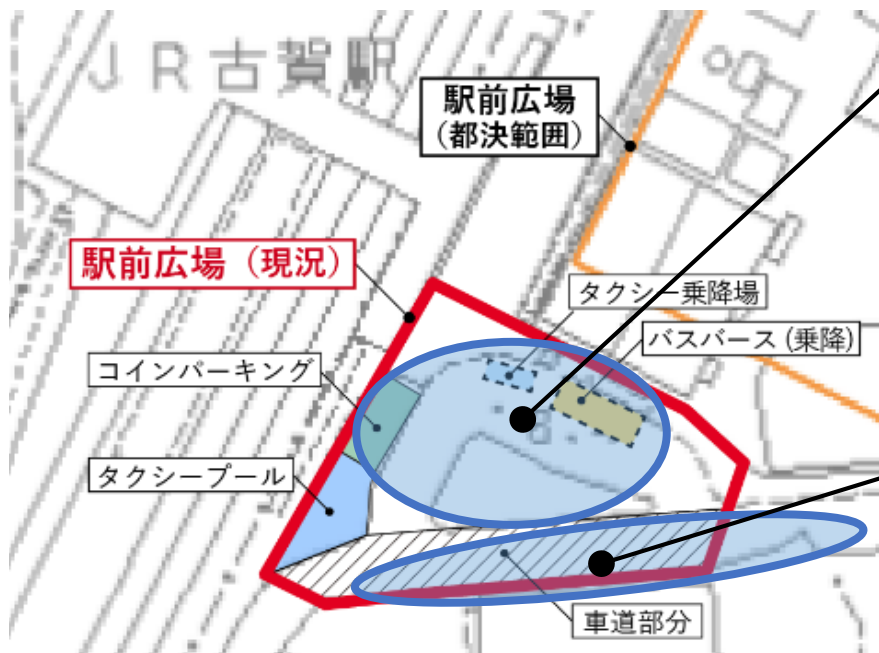 JR古賀駅
駅前広場
（都決範囲）
駅前広場（現況）
タクシー乗降場
バスバース（乗降）
コインパーキング
タクシープール
車道部分